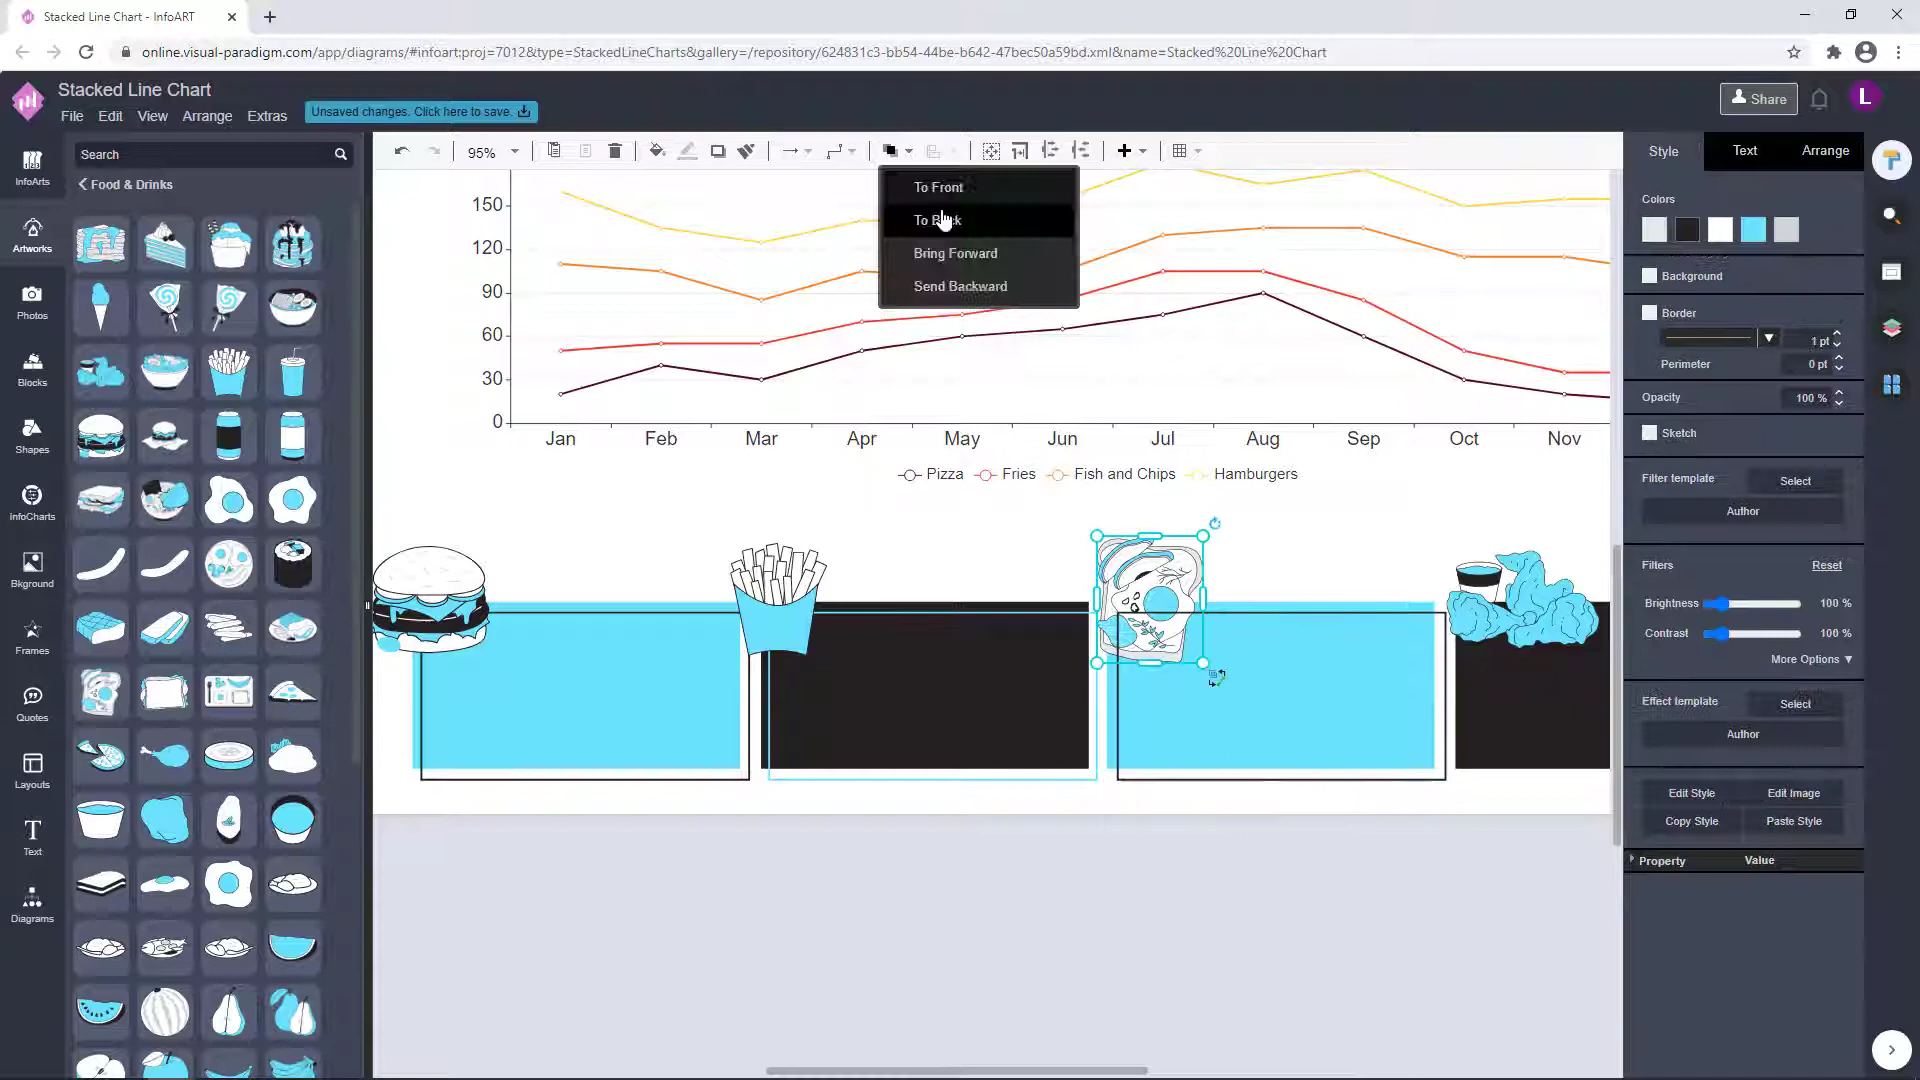 Stacked Line Chart - InfoART
online.visual-paradigm.com/app/diagrams/#infoart:proj=7012&type=StackedLineCharts&gallery=/repository/624831c3-bb54-44be-b642-47bec50a59bd.xml&name=Stacked%20Line%20Chart
Stacked Line Chart
File Edit View Arrange Extras
Unsaved changes. Click here to save.
Share
L
Search
Food & Drinks
InfoArts
Artworks
Photos
Blocks
Shapes
InfoCharts
Bkground
Frames
Quotes
Layouts
Text
Diagrams
95%
To Front
To Back
Bring Forward
Send Backward
150
120
90
60
30
0
Jan Feb Mar Apr May Jun Jul Aug Sep Oct Nov
Pizza Fries Fish and Chips Hamburgers
Style Text Arrange
Colors
Background
Border
1 pt
Perimeter 0 pt
Opacity 100 %
Sketch
Filter template Select
Author
Filters Reset
Brightness 100 %
Contrast 100 %
More Options
Effect template Select
Author
Edit Style Edit Image
Copy Style Paste Style
Property Value